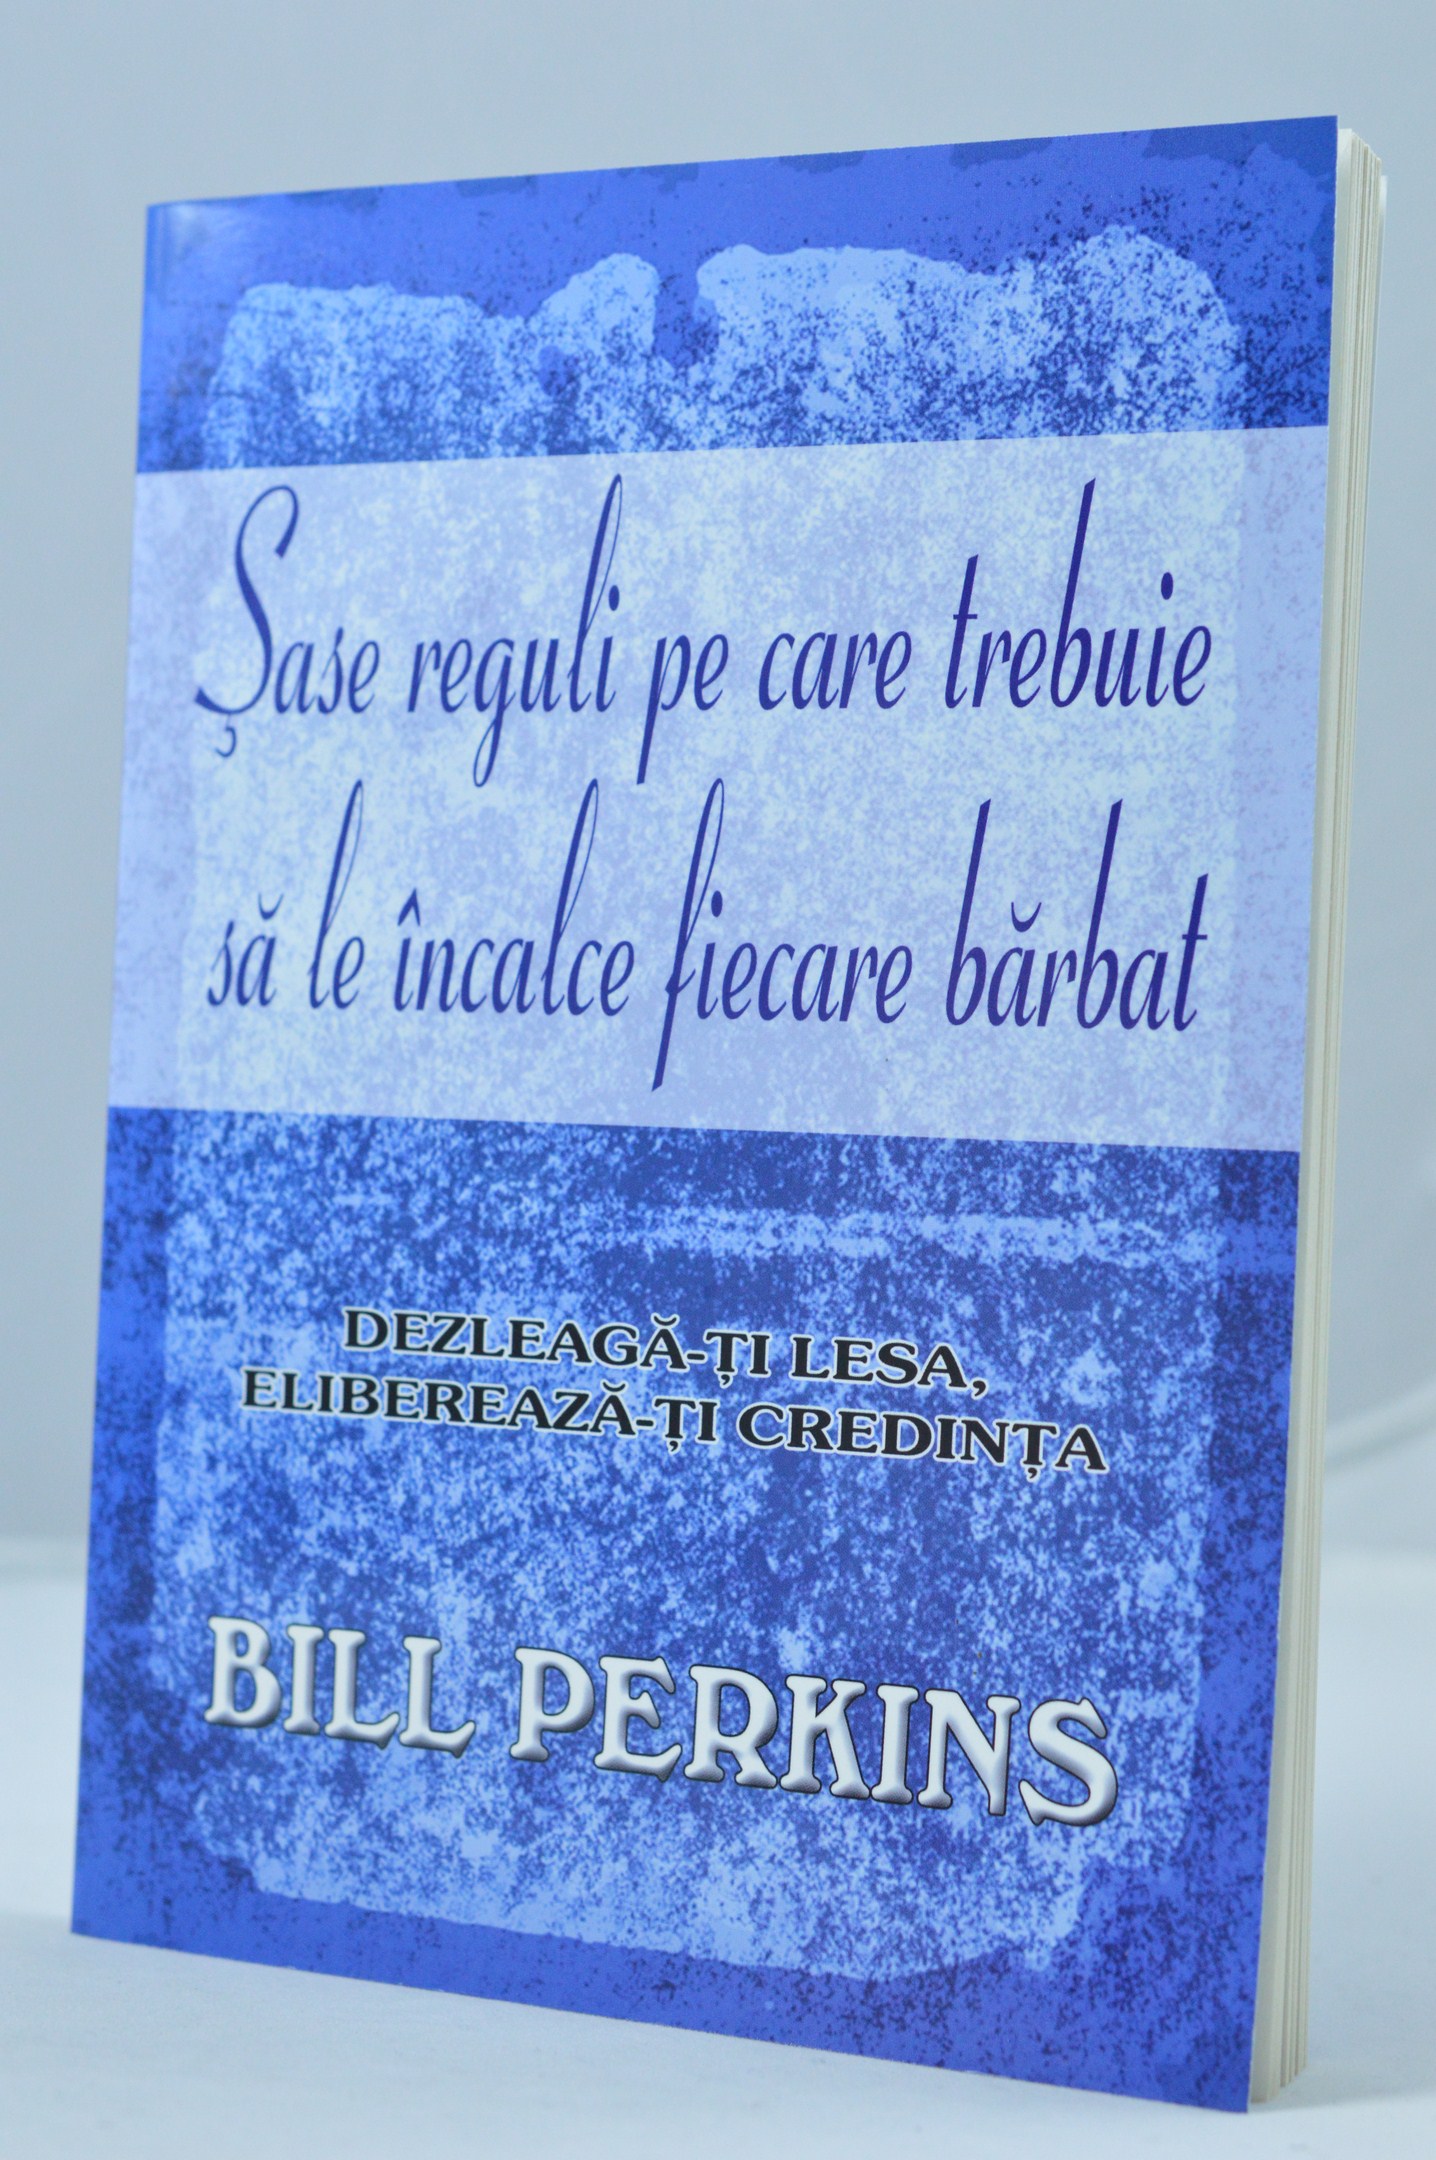 Șase reguli pe care trebuie
să le încalce fiecare bărbat
DEZLEAGĂ-ȚI LESA,
ELIBEREAZĂ-ȚI CREDINȚA
BILL PERKINS